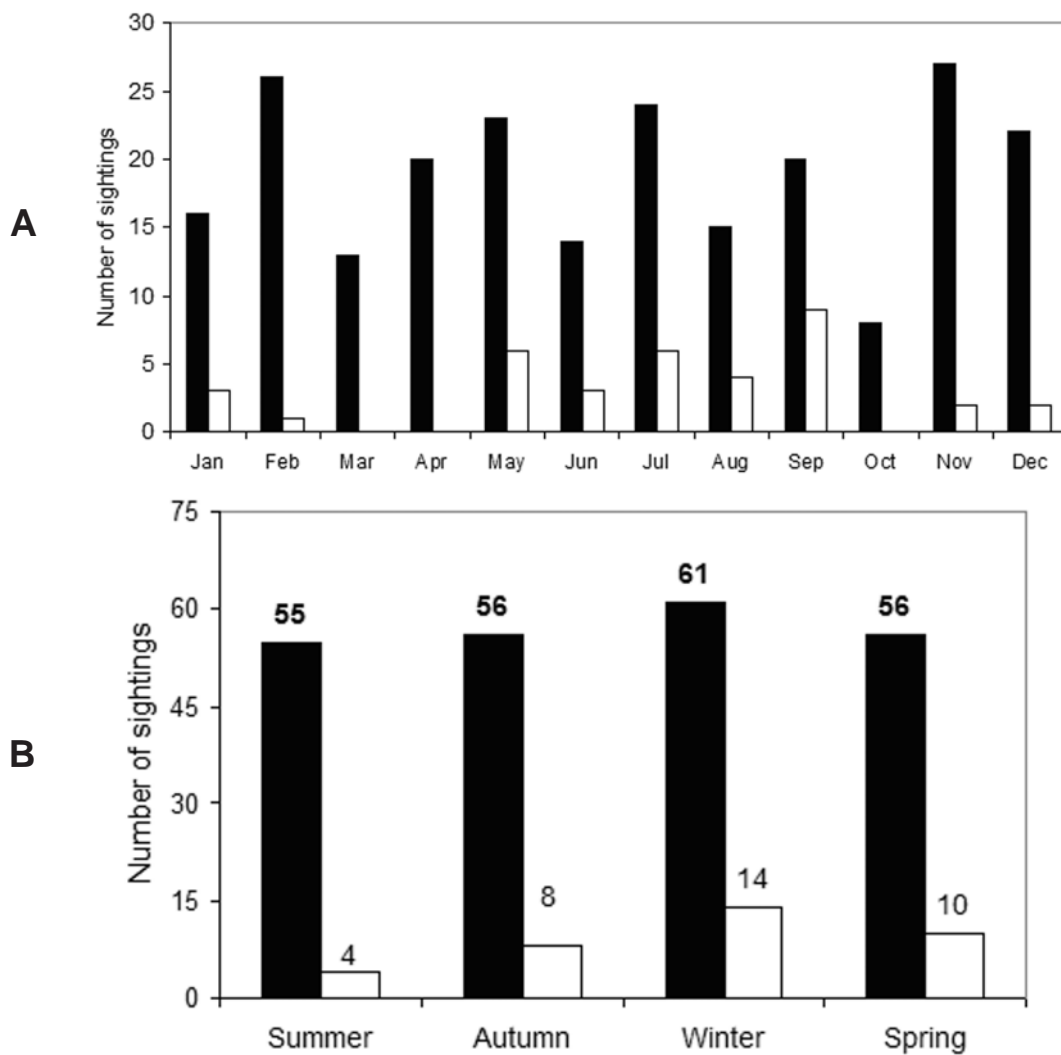 A
Number of sightings
30
25
20
15
10
5
0
Jan Feb Mar Apr May Jun Jul Aug Sep Oct Nov Dec
B
Number of sightings
75
60
45
30
15
0
55 4 56 8 61 14 56 10
Summer Autumn Winter Spring